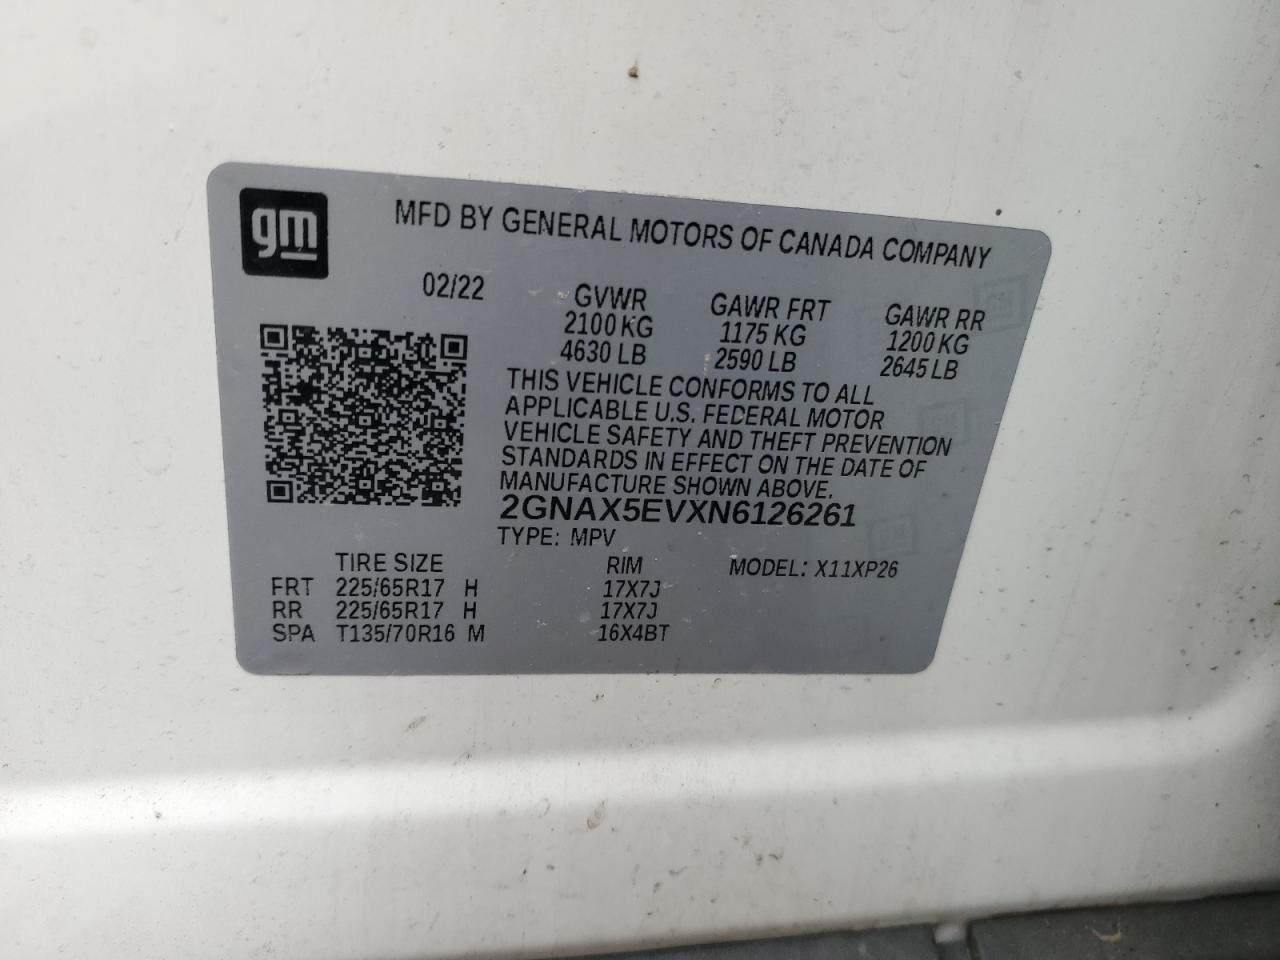 gm
MFD BY GENERAL MOTORS OF CANADA COMPANY
02/22
GVWR
2100 KG
4630 LB
GAWR FRT
1175 KG
2590 LB
GAWR RR
1200 KG
2645 LB
THIS VEHICLE CONFORMS TO ALL
APPLICABLE U.S. FEDERAL MOTOR
VEHICLE SAFETY AND THEFT PREVENTION
STANDARDS IN EFFECT ON THE DATE OF
MANUFACTURE SHOWN ABOVE.
2GNAX5EVXN6126261
TYPE: MPV
TIRE SIZE RIM MODEL: X11XP26
FRT 225/65R17 H 17X7J
RR 225/65R17 H 17X7J
SPA T135/70R16 M 16X4BT